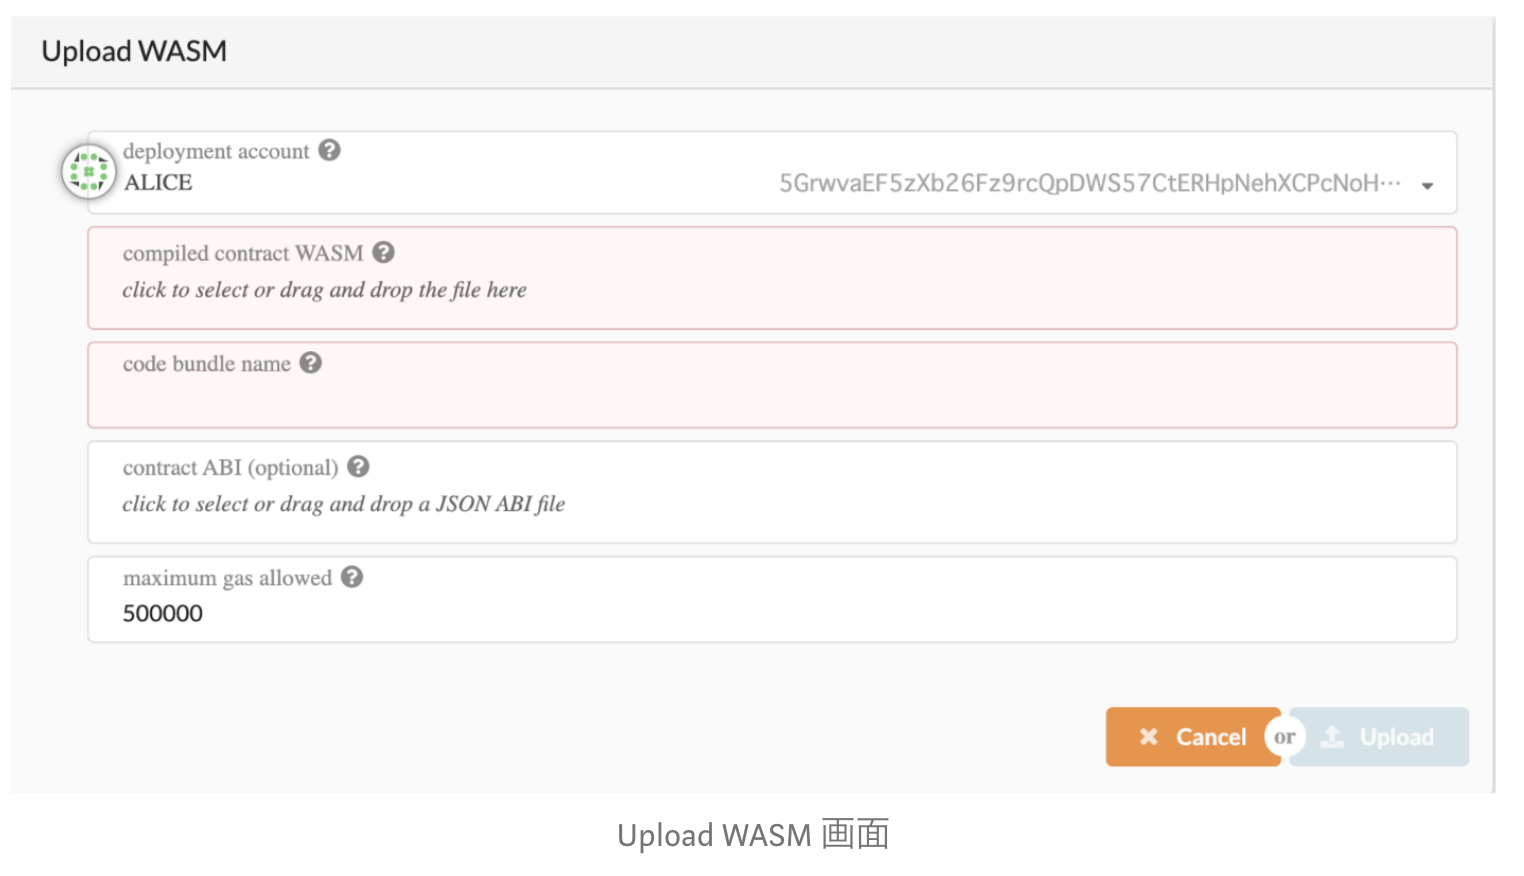 Upload WASM
deployment account
ALICE
5GrwvaEF5zXb26Fz9rcQpDWS57CtERHpNehXCPcNoH…
compiled contract WASM
click to select or drag and drop the file here
code bundle name
contract ABI (optional)
click to select or drag and drop a JSON ABI file
maximum gas allowed
500000
Cancel or Upload
Upload WASM 画面